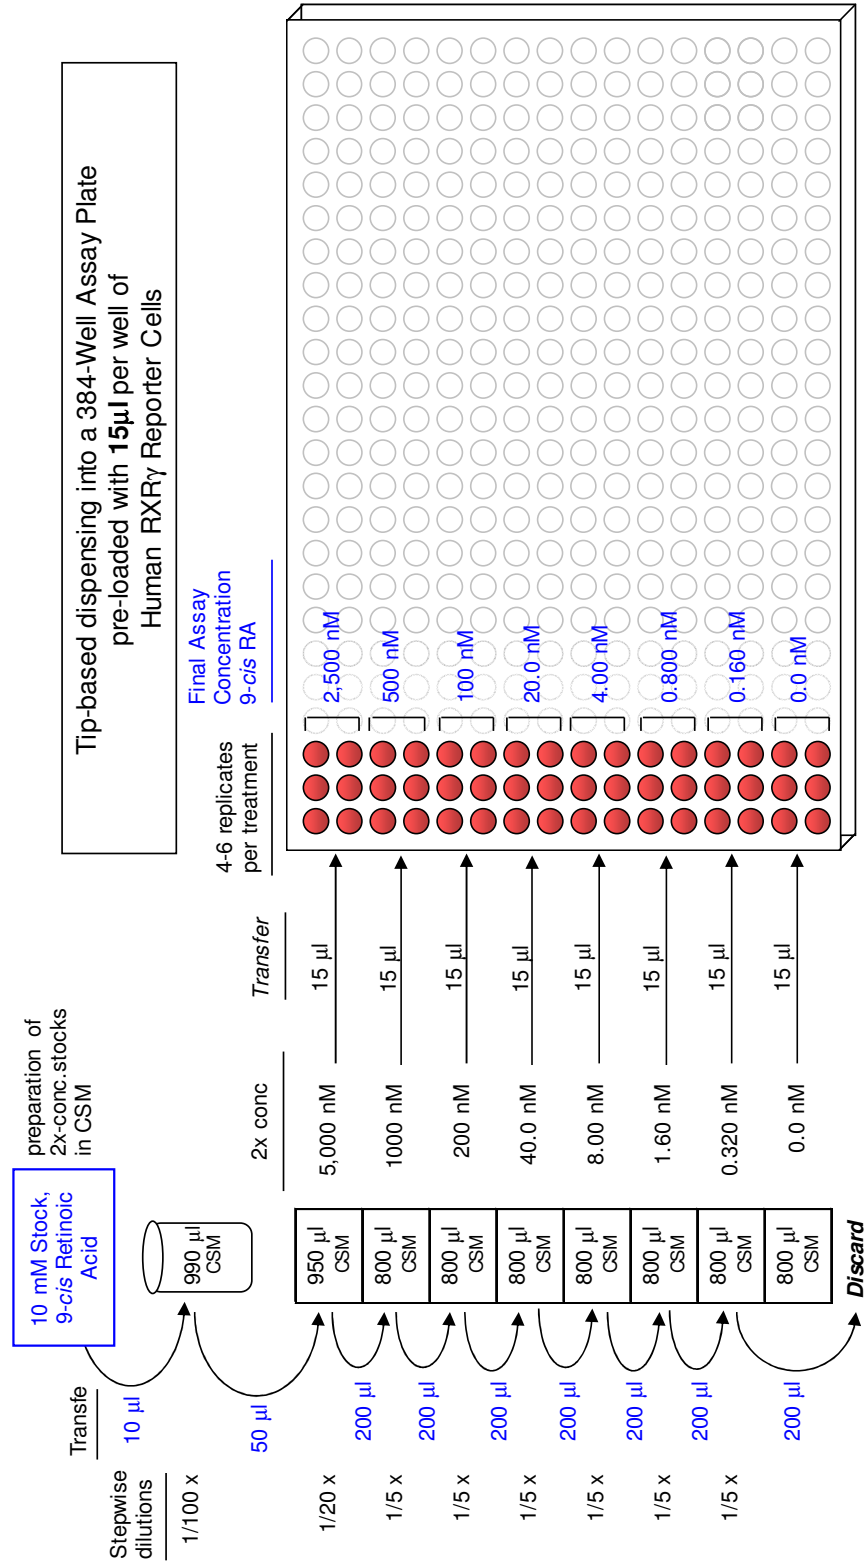 Tip-based dispensing into a 384-Well Assay Plate
pre-loaded with 15µl per well of
Human RXRγ Reporter Cells
Stepwise
dilutions
Transfe
10 mM Stock,
9-cis Retinoic
Acid
preparation of
2x-conc.stocks
in CSM
2x conc
Transfer
4-6 replicates
per treatment
Final Assay
Concentration
9-cis RA
1/100 x
10 µl
990 µl
CSM
50 µl
1/20 x
950 µl
CSM
5,000 nM
15 µl
2,500 nM
200 µl
1/5 x
800 µl
CSM
1000 nM
15 µl
500 nM
200 µl
1/5 x
800 µl
CSM
200 nM
15 µl
100 nM
200 µl
1/5 x
800 µl
CSM
40.0 nM
15 µl
20.0 nM
200 µl
1/5 x
800 µl
CSM
8.00 nM
15 µl
4.00 nM
200 µl
1/5 x
800 µl
CSM
1.60 nM
15 µl
0.800 nM
200 µl
1/5 x
800 µl
CSM
0.320 nM
15 µl
0.160 nM
200 µl
800 µl
CSM
0.0 nM
15 µl
0.0 nM
Discard